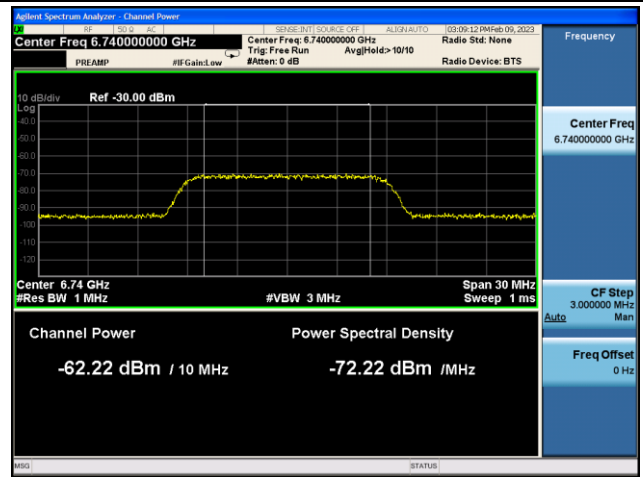 Agilent Spectrum Analyzer - Channel Power
RF 50 Ω AC SENSE:INT SOURCE OFF ALIGN AUTO 03:09:12 PM Feb 09, 2023
Center Freq 6.740000000 GHz
Center Freq: 6.740000000 GHz Radio Std: None
Trig: Free Run Avg|Hold:> 10/10
PREAMP #IFGain:Low #Atten: 0 dB Radio Device: BTS
10 dB/div Ref -30.00 dBm
Log
-40.0
-50.0
-60.0
-70.0
-80.0
-90.0
-100
-110
-120
Center 6.74 GHz Span 30 MHz
#Res BW 1 MHz #VBW 3 MHz Sweep 1 ms
Channel Power Power Spectral Density
-62.22 dBm / 10 MHz -72.22 dBm /MHz
Frequency
Center Freq
6.740000000 GHz
CF Step
3.000000 MHz
Auto Man
Freq Offset
0 Hz
MSG STATUS